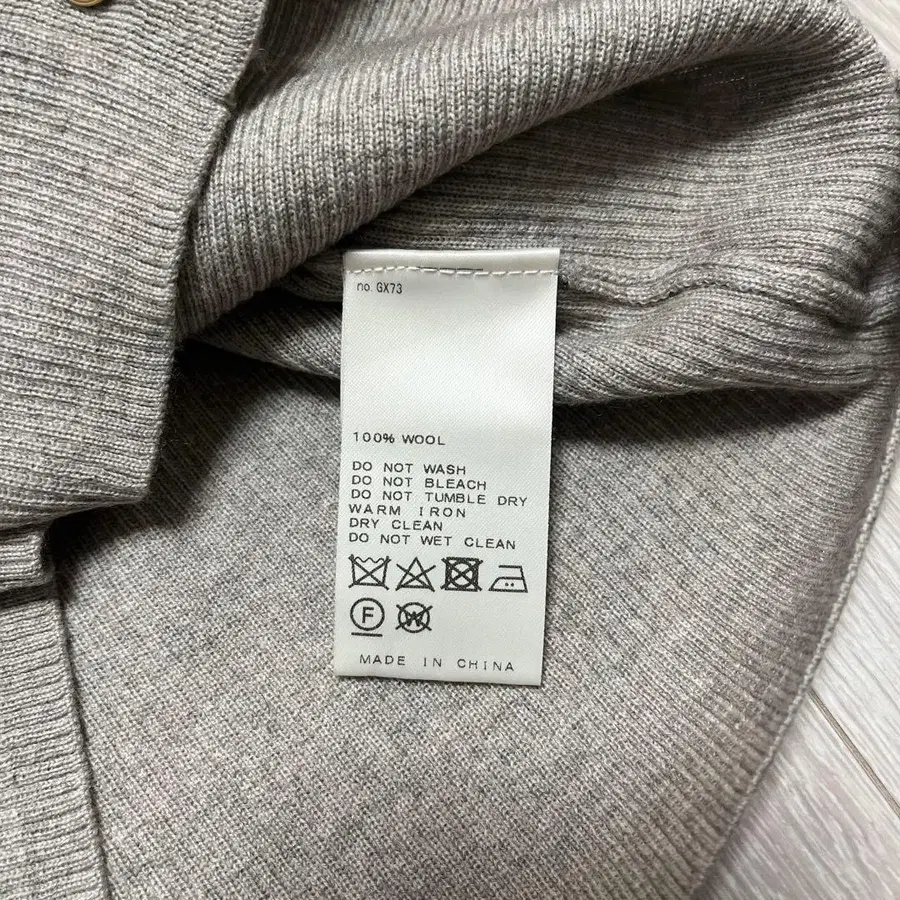 no. GX73
100% WOOL
DO NOT WASH
DO NOT BLEACH
DO NOT TUMBLE DRY
WARM IRON
DRY CLEAN
DO NOT WET CLEAN
F W
MADE IN CHINA